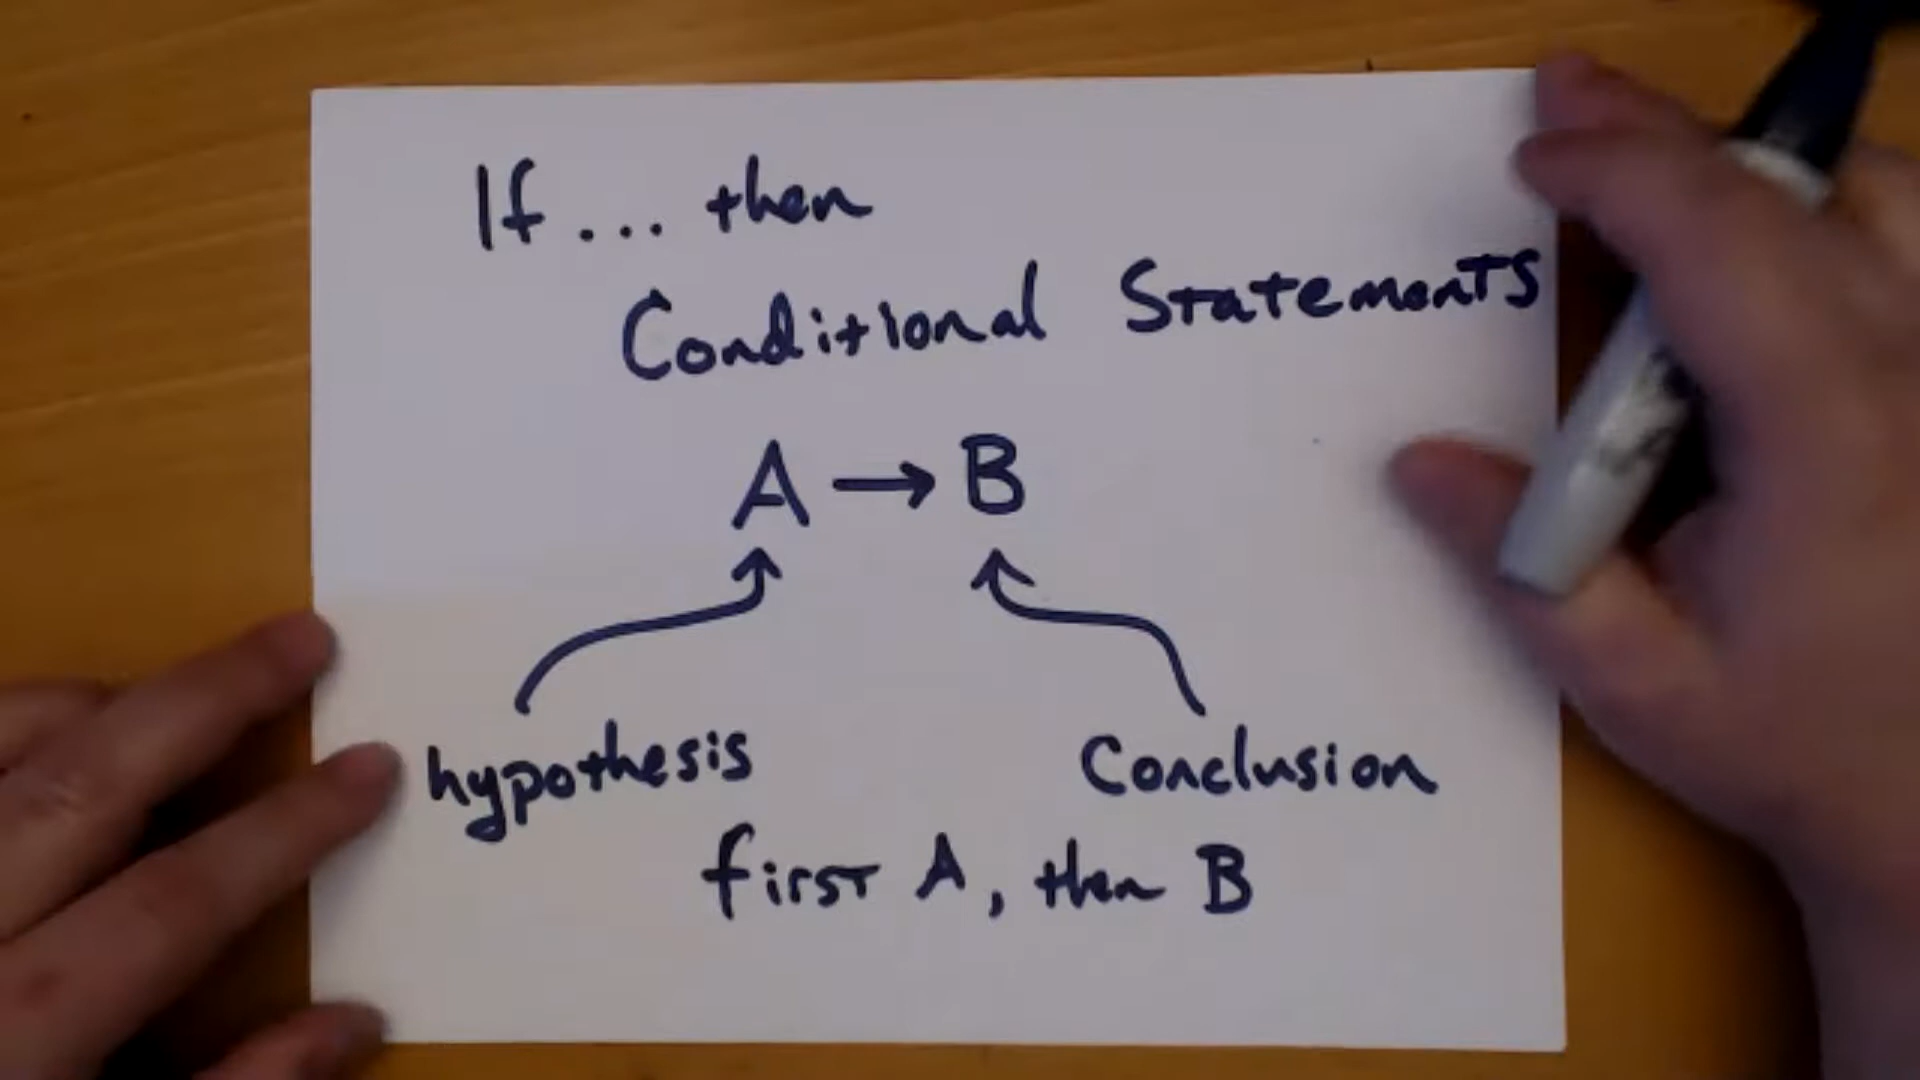 If... then
Conditional Statements
A → B
hypothesis
Conclusion
first A, then B